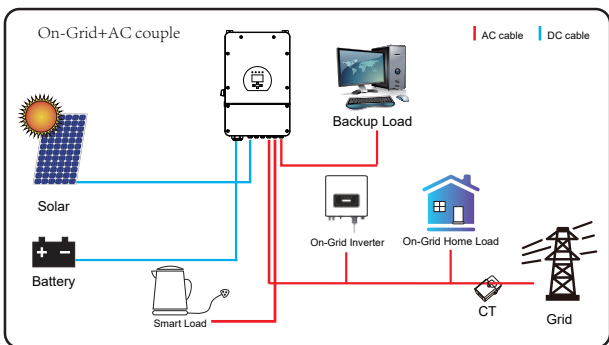 On-Grid+AC couple
AC cable
DC cable
Backup Load
Solar
On-Grid Inverter
On-Grid Home Load
Battery
CT
Grid
Smart Load